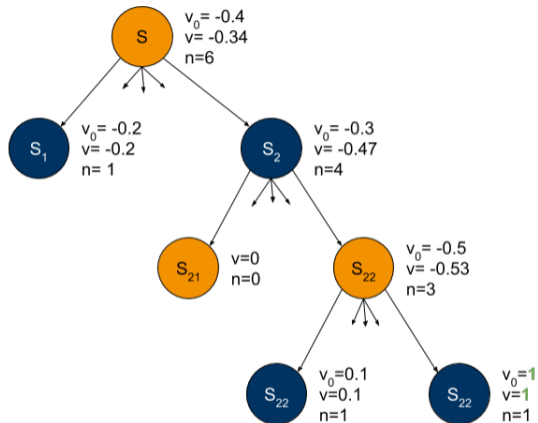 S
v0= -0.4
v= -0.34
n=6
S1
v0= -0.2
v= -0.2
n= 1
S2
v0= -0.3
v= -0.47
n=4
S21
v=0
n=0
S22
v0= -0.5
v= -0.53
n=3
S22
v0=0.1
v=0.1
n=1
S22
v0=1
v=1
n=1